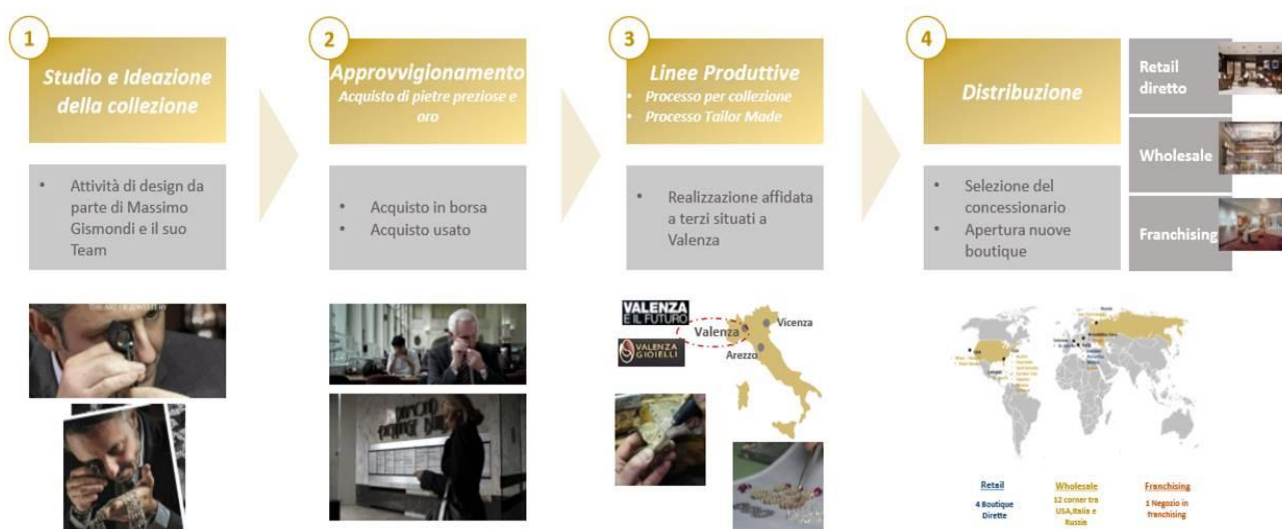 1
Studio e Ideazione
della collezione
• Attività di design da
parte di Massimo
Gismondi e il suo
Team
2
Approvvigionamento
Acquisto di pietre preziose e
oro
• Acquisto in borsa
• Acquisto usato
3
Linee Produttive
• Processo per collezione
• Processo Tailor Made
• Realizzazione affidata
a terzi situati a
Valenza
VALENZA
E IL FUTURO
VALENZA
GIOIELLI
Valenza
Vicenza
Arezzo
4
Distribuzione
• Selezione del
concessionario
• Apertura nuove
boutique
Retail
diretto
Wholesale
Franchising
Retail
4 Boutique
Dirette
Wholesale
12 corner tra
USA,Italia e
Russie
Franchising
1 Negozio in
franchising